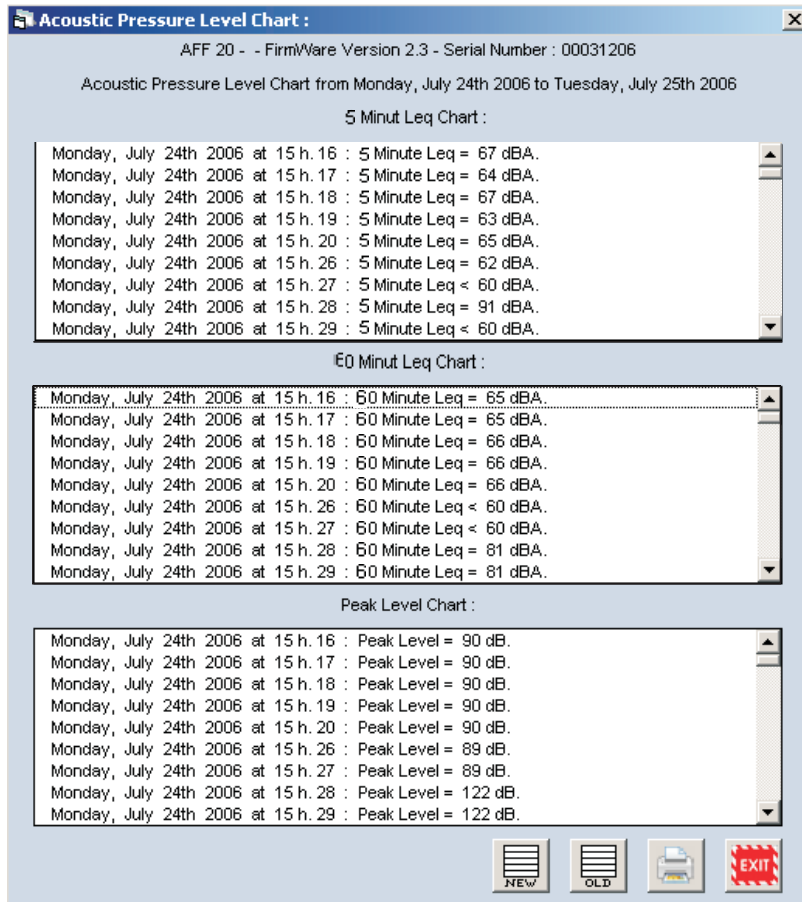 Acoustic Pressure Level Chart :
AFF 20 - - FirmWare Version 2.3 - Serial Number : 00031206
Acoustic Pressure Level Chart from Monday, July 24th 2006 to Tuesday, July 25th 2006
5 Minut Leq Chart :
Monday, July 24th 2006 at 15 h. 16 : 5 Minute Leq = 67 dBA.
Monday, July 24th 2006 at 15 h. 17 : 5 Minute Leq = 64 dBA.
Monday, July 24th 2006 at 15 h. 18 : 5 Minute Leq = 67 dBA.
Monday, July 24th 2006 at 15 h. 19 : 5 Minute Leq = 63 dBA.
Monday, July 24th 2006 at 15 h. 20 : 5 Minute Leq = 65 dBA.
Monday, July 24th 2006 at 15 h. 26 : 5 Minute Leq = 62 dBA.
Monday, July 24th 2006 at 15 h. 27 : 5 Minute Leq < 60 dBA.
Monday, July 24th 2006 at 15 h. 28 : 5 Minute Leq = 91 dBA.
Monday, July 24th 2006 at 15 h. 29 : 5 Minute Leq < 60 dBA.
60 Minut Leq Chart :
Monday, July 24th 2006 at 15 h. 16 : 60 Minute Leq = 65 dBA.
Monday, July 24th 2006 at 15 h. 17 : 60 Minute Leq = 65 dBA.
Monday, July 24th 2006 at 15 h. 18 : 60 Minute Leq = 66 dBA.
Monday, July 24th 2006 at 15 h. 19 : 60 Minute Leq = 66 dBA.
Monday, July 24th 2006 at 15 h. 20 : 60 Minute Leq = 66 dBA.
Monday, July 24th 2006 at 15 h. 26 : 60 Minute Leq < 60 dBA.
Monday, July 24th 2006 at 15 h. 27 : 60 Minute Leq < 60 dBA.
Monday, July 24th 2006 at 15 h. 28 : 60 Minute Leq = 81 dBA.
Monday, July 24th 2006 at 15 h. 29 : 60 Minute Leq = 81 dBA.
Peak Level Chart :
Monday, July 24th 2006 at 15 h. 16 : Peak Level = 90 dB.
Monday, July 24th 2006 at 15 h. 17 : Peak Level = 90 dB.
Monday, July 24th 2006 at 15 h. 18 : Peak Level = 90 dB.
Monday, July 24th 2006 at 15 h. 19 : Peak Level = 90 dB.
Monday, July 24th 2006 at 15 h. 20 : Peak Level = 90 dB.
Monday, July 24th 2006 at 15 h. 26 : Peak Level = 89 dB.
Monday, July 24th 2006 at 15 h. 27 : Peak Level = 89 dB.
Monday, July 24th 2006 at 15 h. 28 : Peak Level = 122 dB.
Monday, July 24th 2006 at 15 h. 29 : Peak Level = 122 dB.
NEW OLD EXIT